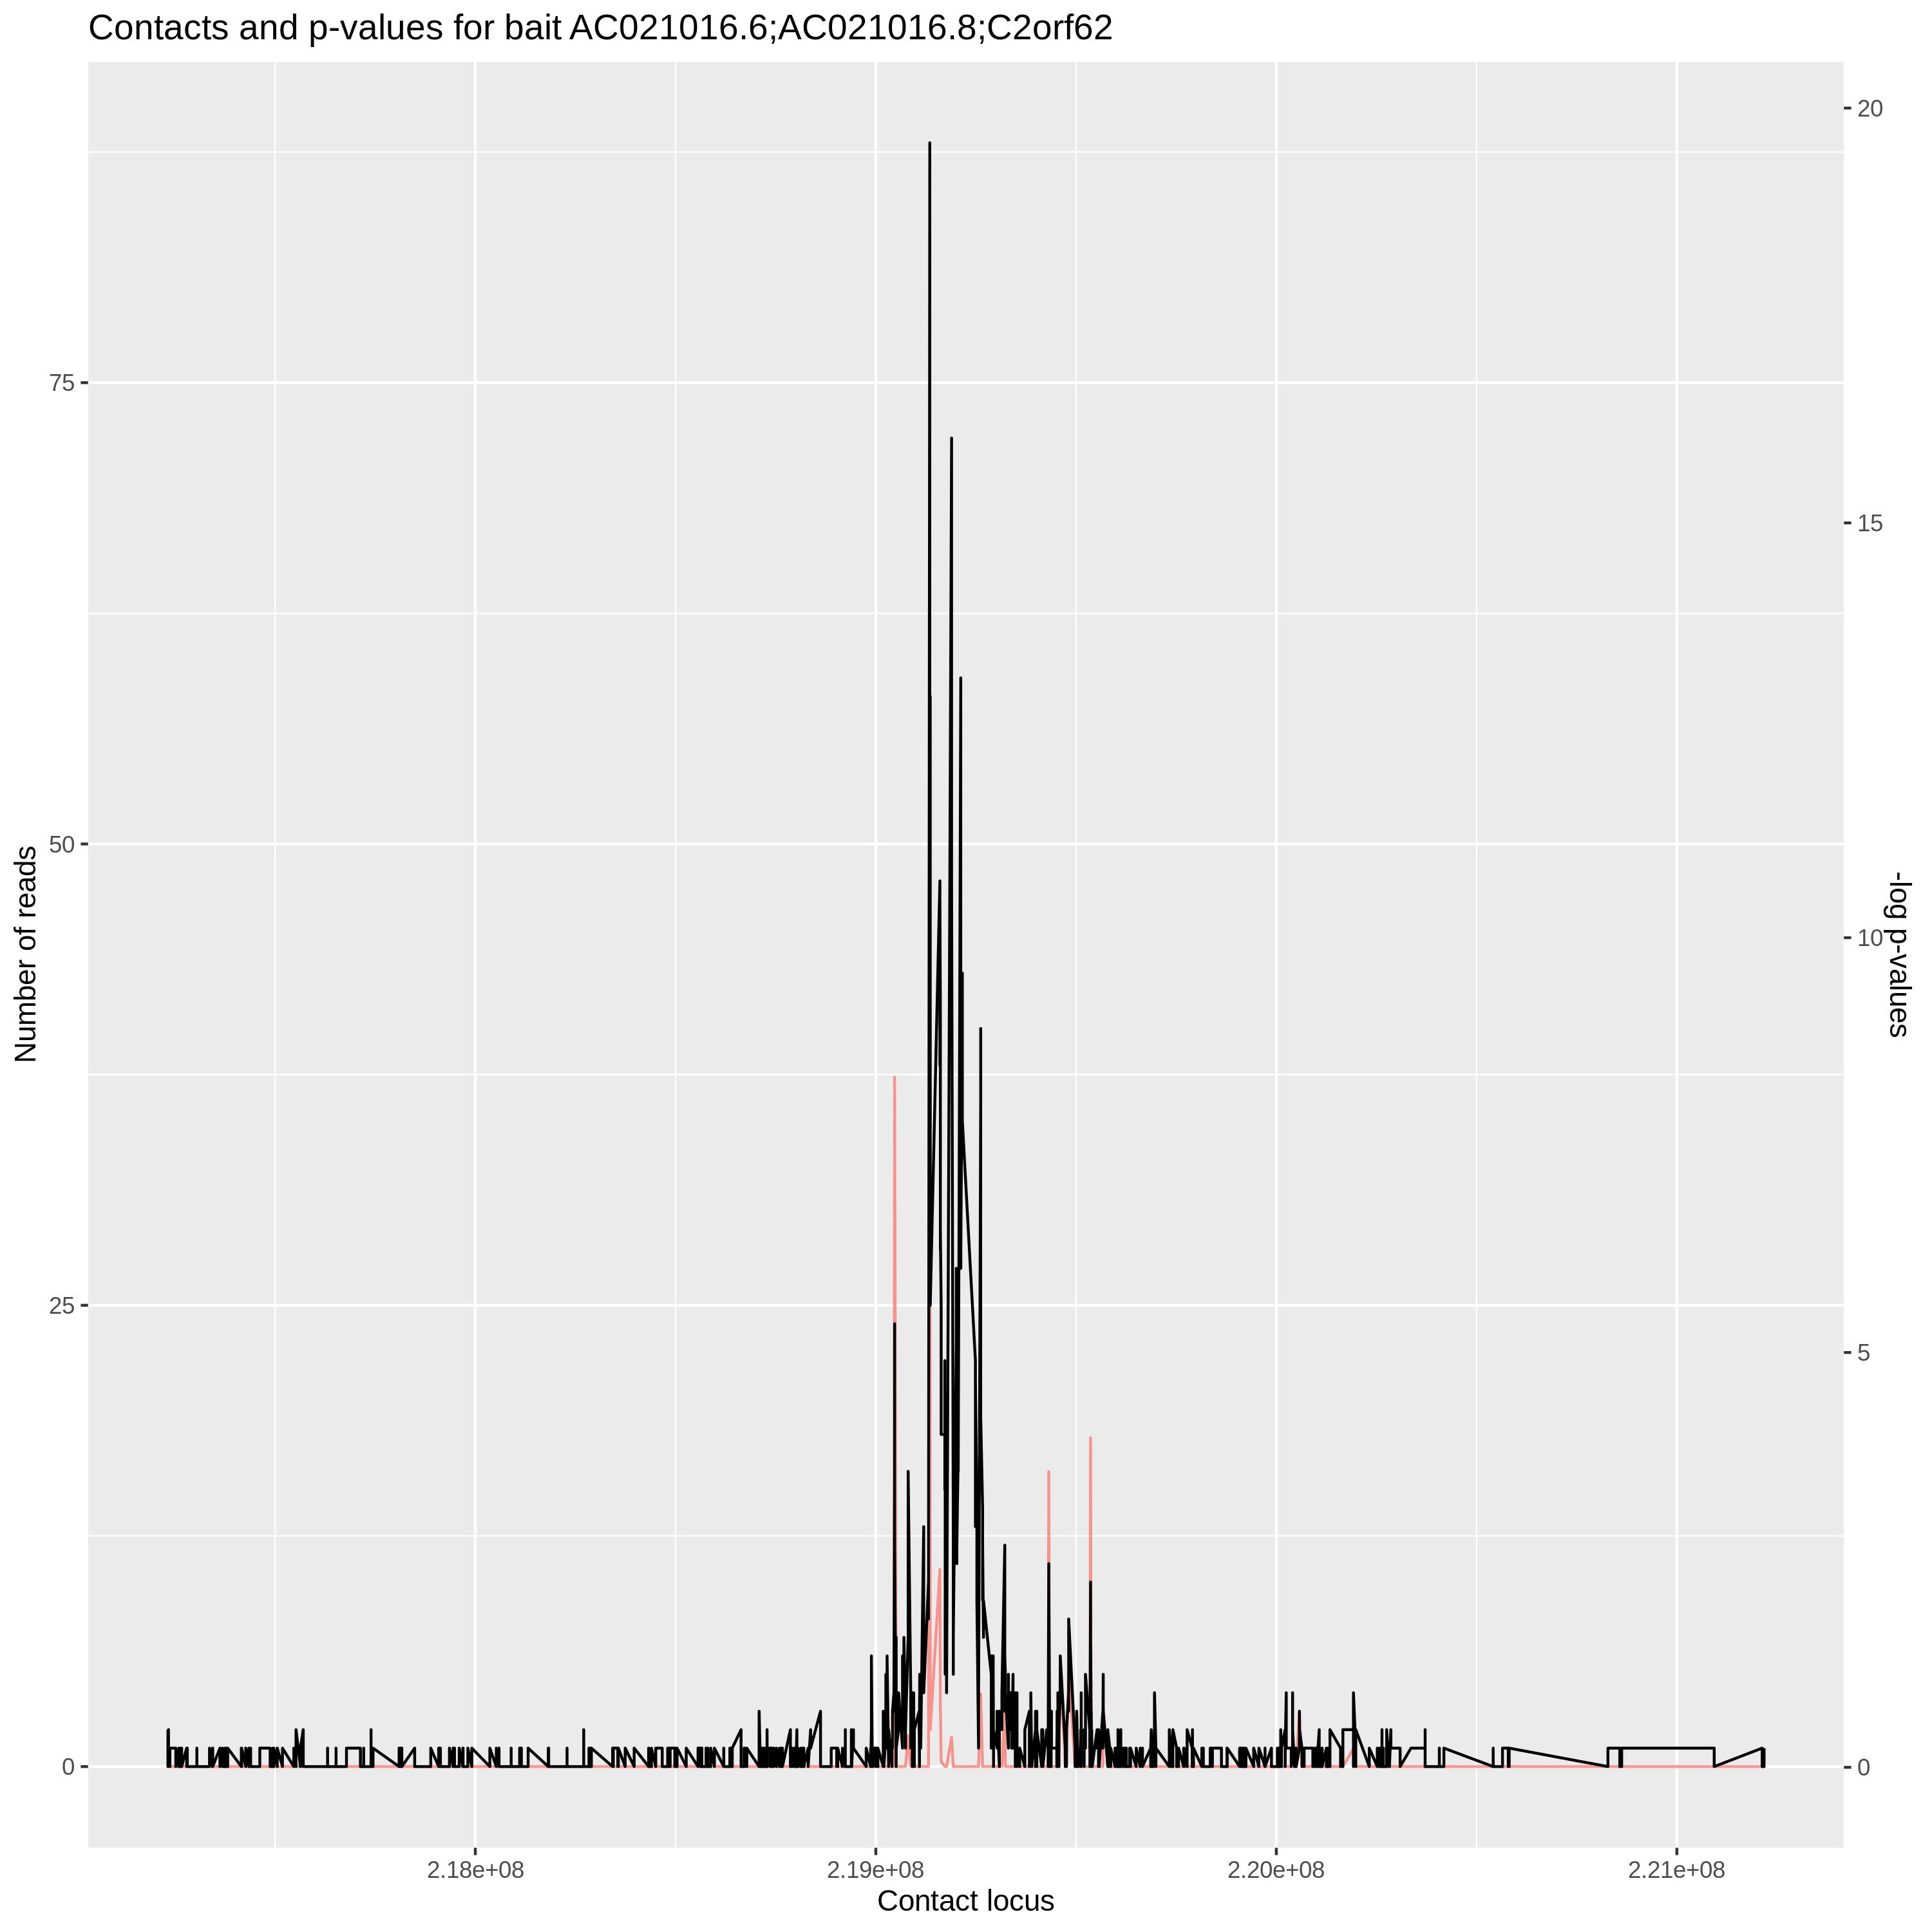 Contacts and p-values for bait AC021016.6;AC021016.8;C2orf62
20
75
15
50
10
25
5
0
0
Number of reads
-log p-values
2.18e+08
2.19e+08
2.20e+08
2.21e+08
Contact locus